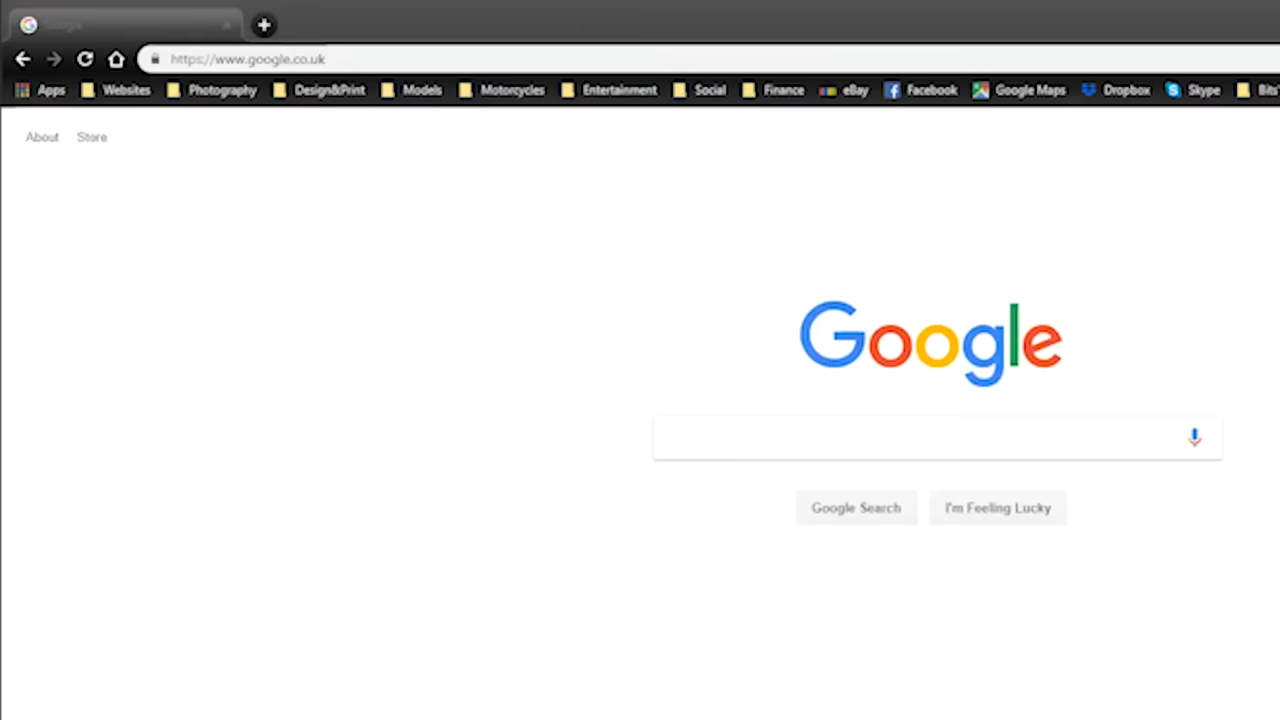 Google
https://www.google.co.uk
Apps Websites Photography Design&Print Models Motorcycles Entertainment Social Finance eBay Facebook Google Maps Dropbox Skype
About Store
Google
Google Search I'm Feeling Lucky